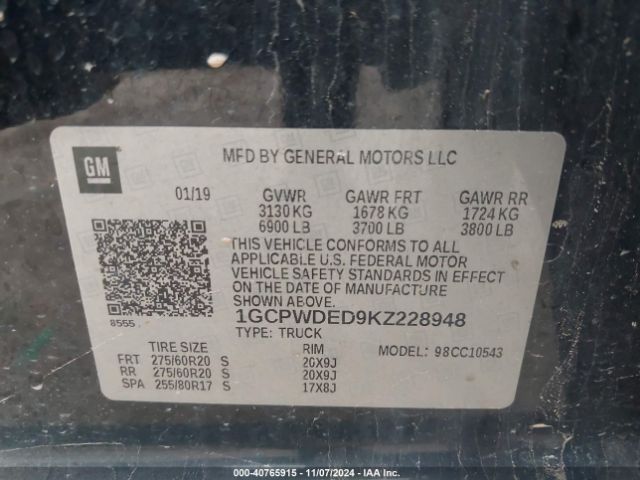 GM
MFD BY GENERAL MOTORS LLC
01/19 GVWR GAWR FRT GAWR RR
3130 KG 1678 KG 1724 KG
6900 LB 3700 LB 3800 LB
THIS VEHICLE CONFORMS TO ALL
APPLICABLE U.S. FEDERAL MOTOR
VEHICLE SAFETY STANDARDS IN EFFECT
ON THE DATE OF MANUFACTURE
SHOWN ABOVE.
8555
1GCPWDED9KZ228948
TYPE: TRUCK
TIRE SIZE RIM MODEL: 98CC10543
FRT 275/60R20 S 20X9J
RR 275/60R20 S 20X9J
SPA 255/80R17 S 17X8J
000-40765915 - 11/07/2024 - IAA Inc.